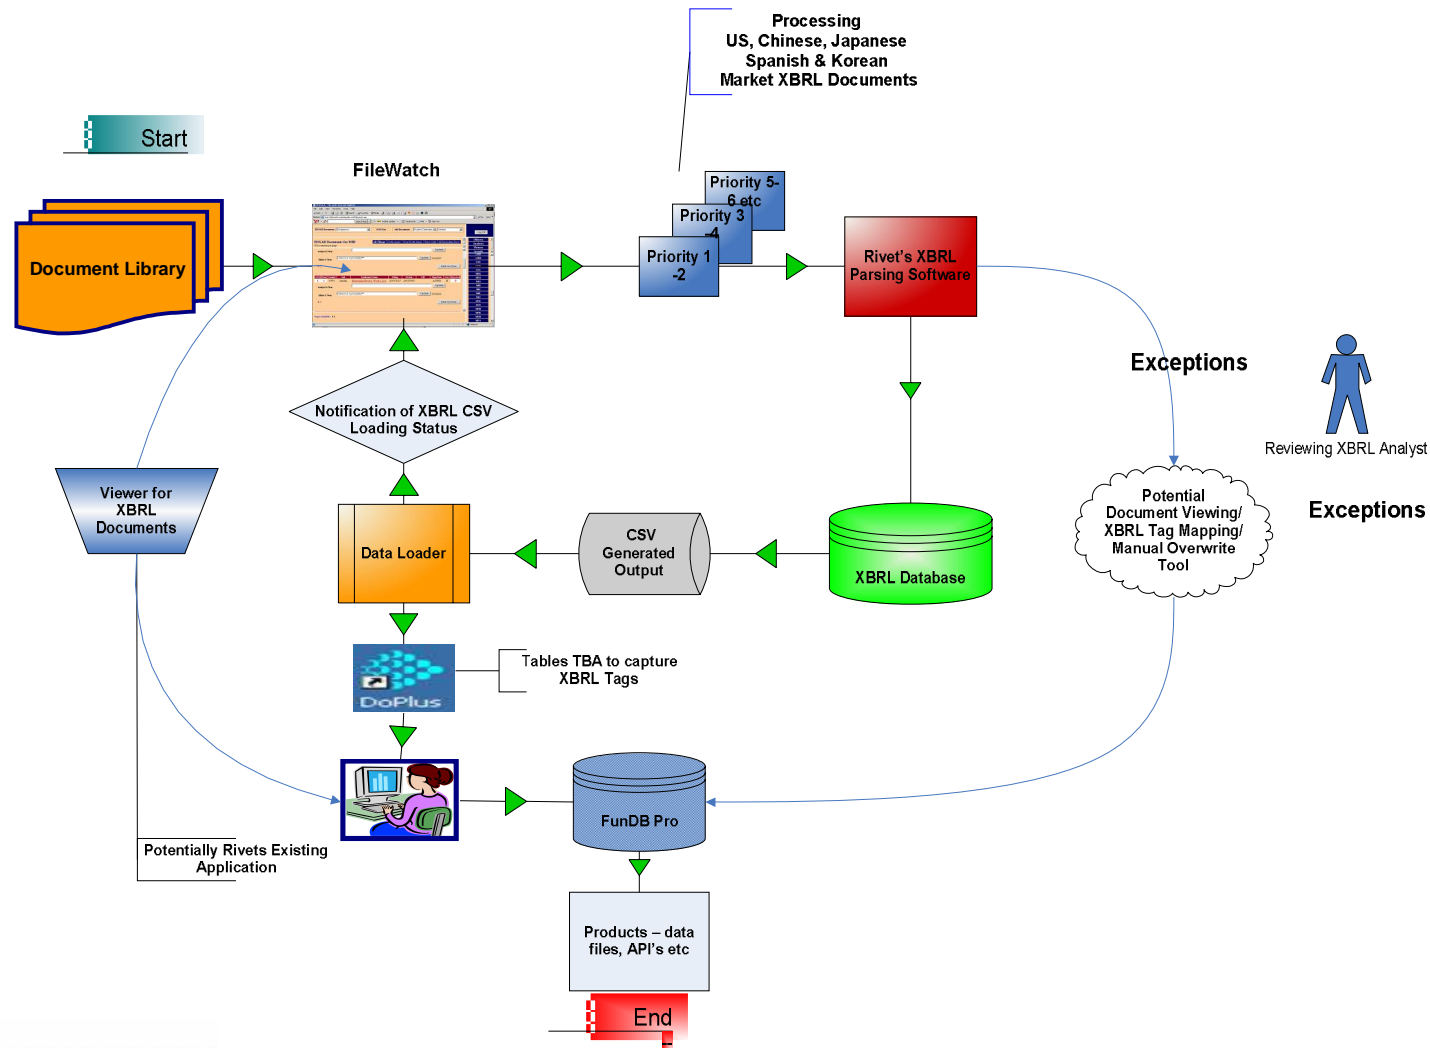 Processing
US, Chinese, Japanese
Spanish & Korean
Market XBRL Documents
Start
FileWatch
Priority 5-
6 etc
Priority 3
-4
Priority 1
-2
Document Library
Rivet's XBRL
Parsing Software
Exceptions
Reviewing XBRL Analyst
Notification of XBRL CSV
Loading Status
Viewer for
XBRL
Documents
Potential
Document Viewing/
XBRL Tag Mapping/
Manual Overwrite
Tool
Exceptions
Data Loader
CSV
Generated
Output
XBRL Database
Tables TBA to capture
XBRL Tags
DoPlus
FunDB Pro
Potentially Rivets Existing
Application
Products – data
files, API's etc
End